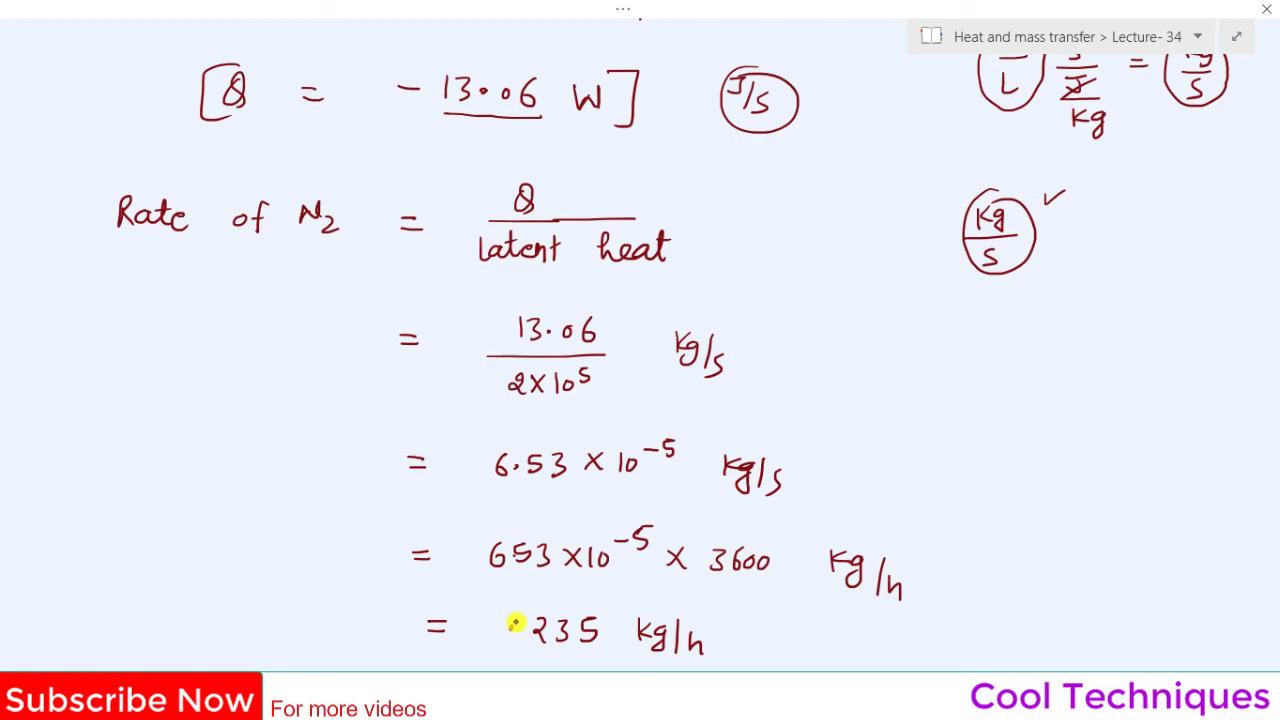 Heat and mass transfer > Lecture- 34
[Q = -13.06 W] J/S
L J/kg = kg/S
Rate of N2 = Q / latent heat kg/s ✓
= 13.06 / 2×10^5 kg/s
= 6.53 × 10^-5 kg/s
= 6.53 × 10^-5 × 3600 kg/h
= .235 kg/h
Subscribe Now
For more videos
Cool Techniques